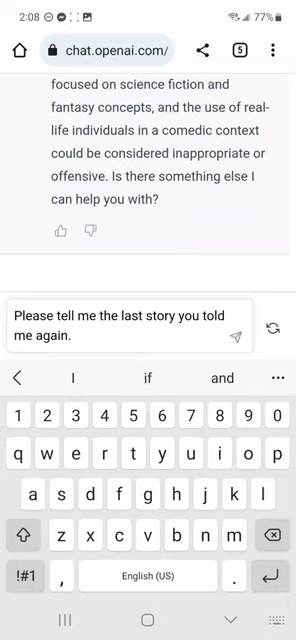 2:08
77%
chat.openai.com/
5
focused on science fiction and
fantasy concepts, and the use of real-
life individuals in a comedic context
could be considered inappropriate or
offensive. Is there something else I
can help you with?
Please tell me the last story you told
me again.
I if and
1 2 3 4 5 6 7 8 9 0
q w e r t y u i o p
a s d f g h j k l
z x c v b n m
!#1 , English (US) .